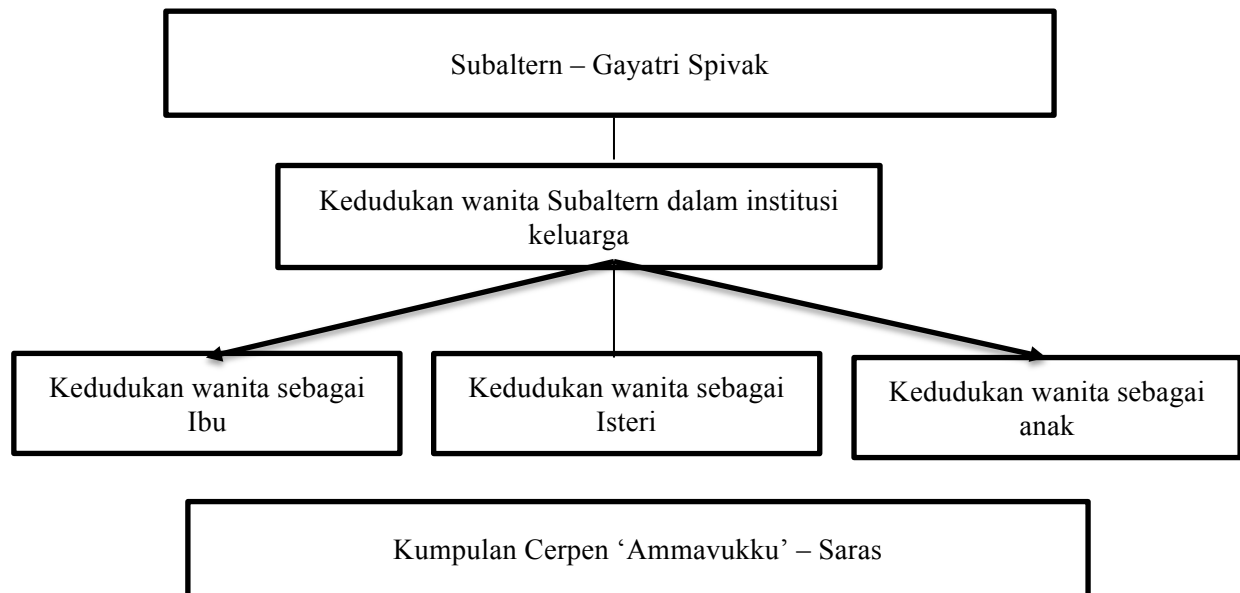 Subaltern – Gayatri Spivak
Kedudukan wanita Subaltern dalam institusi
keluarga
Kedudukan wanita sebagai
Ibu
Kedudukan wanita sebagai
Isteri
Kedudukan wanita sebagai
anak
Kumpulan Cerpen ‘Ammavukku’ – Saras